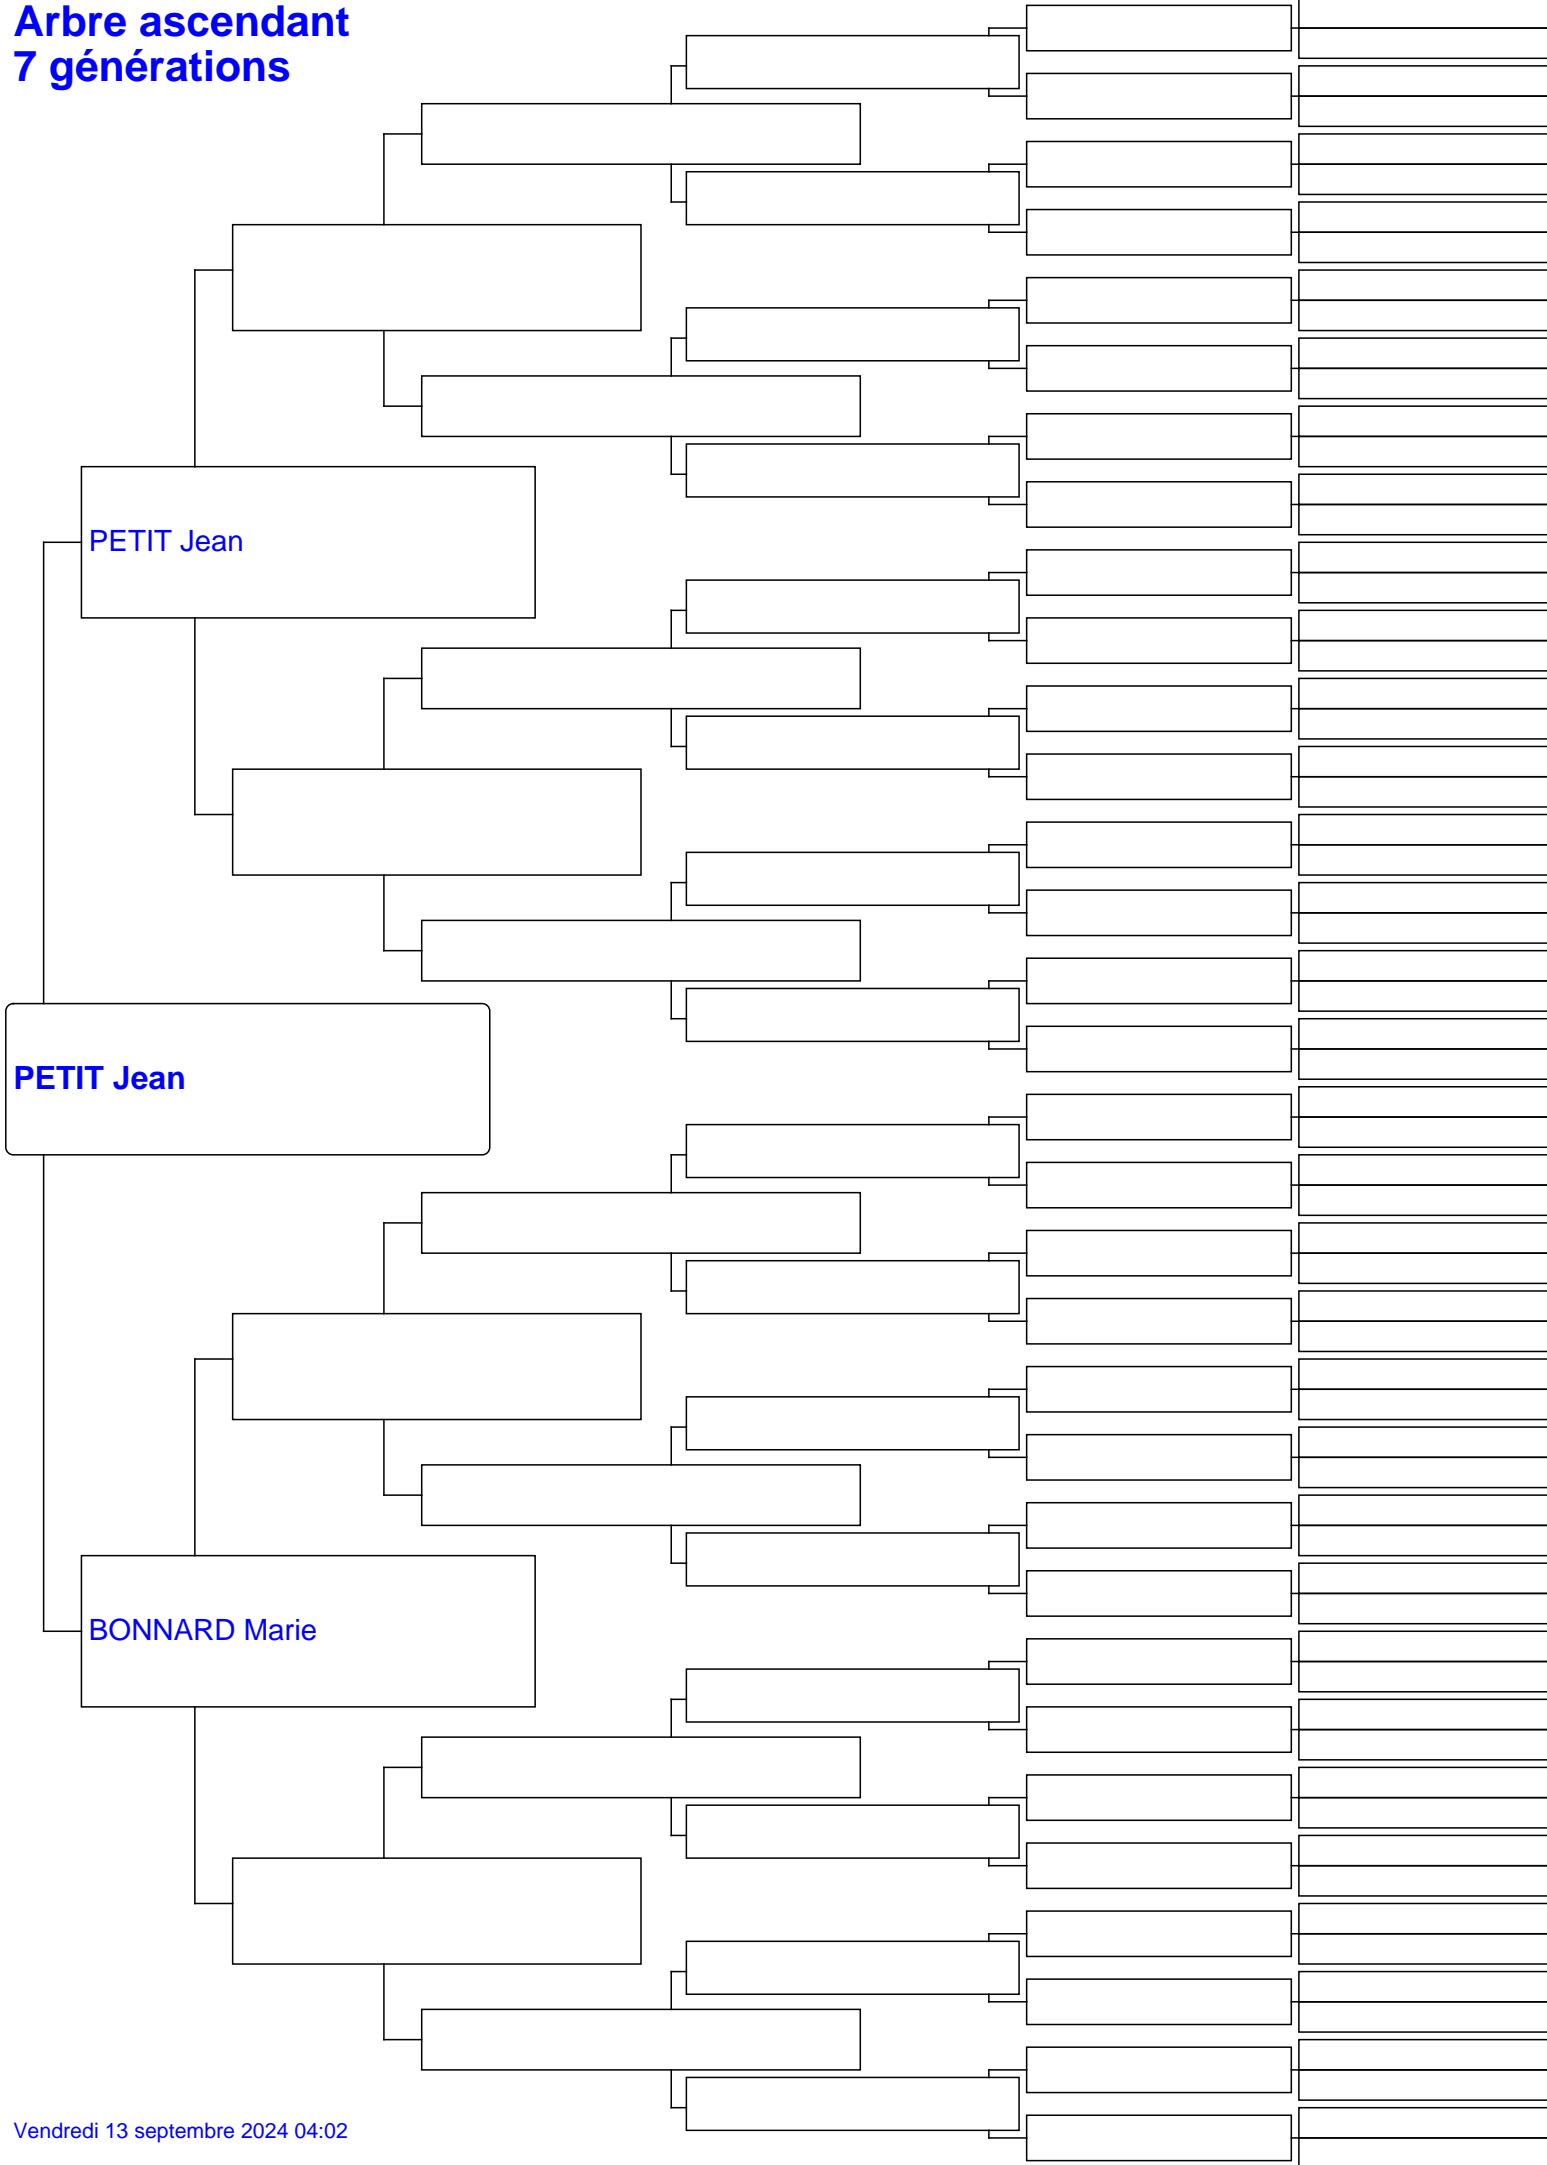 Arbre ascendant
7 générations
PETIT Jean
PETIT Jean
BONNARD Marie
Vendredi 13 septembre 2024 04:02